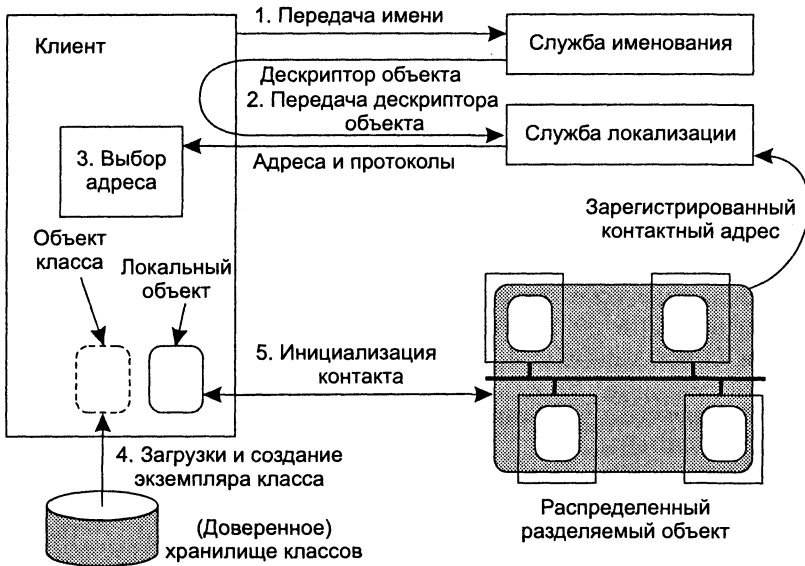 1. Передача имени
Клиент
Служба именования
Дескриптор объекта
2. Передача дескриптора
объекта
Служба локализации
3. Выбор
адреса
Адреса и протоколы
Зарегистрированный
контактный адрес
Объект
класса
Локальный
объект
5. Инициализация
контакта
4. Загрузки и создание
экземпляра класса
(Доверенное)
хранилище классов
Распределенный
разделяемый объект